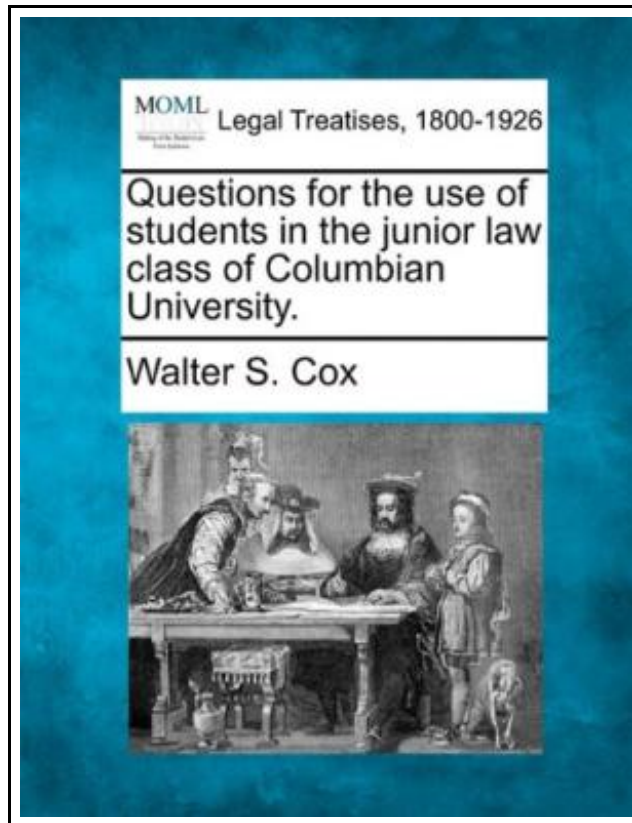 MOML
Legal Treatises, 1800-1926
Questions for the use of
students in the junior law
class of Columbian
University.
Walter S. Cox